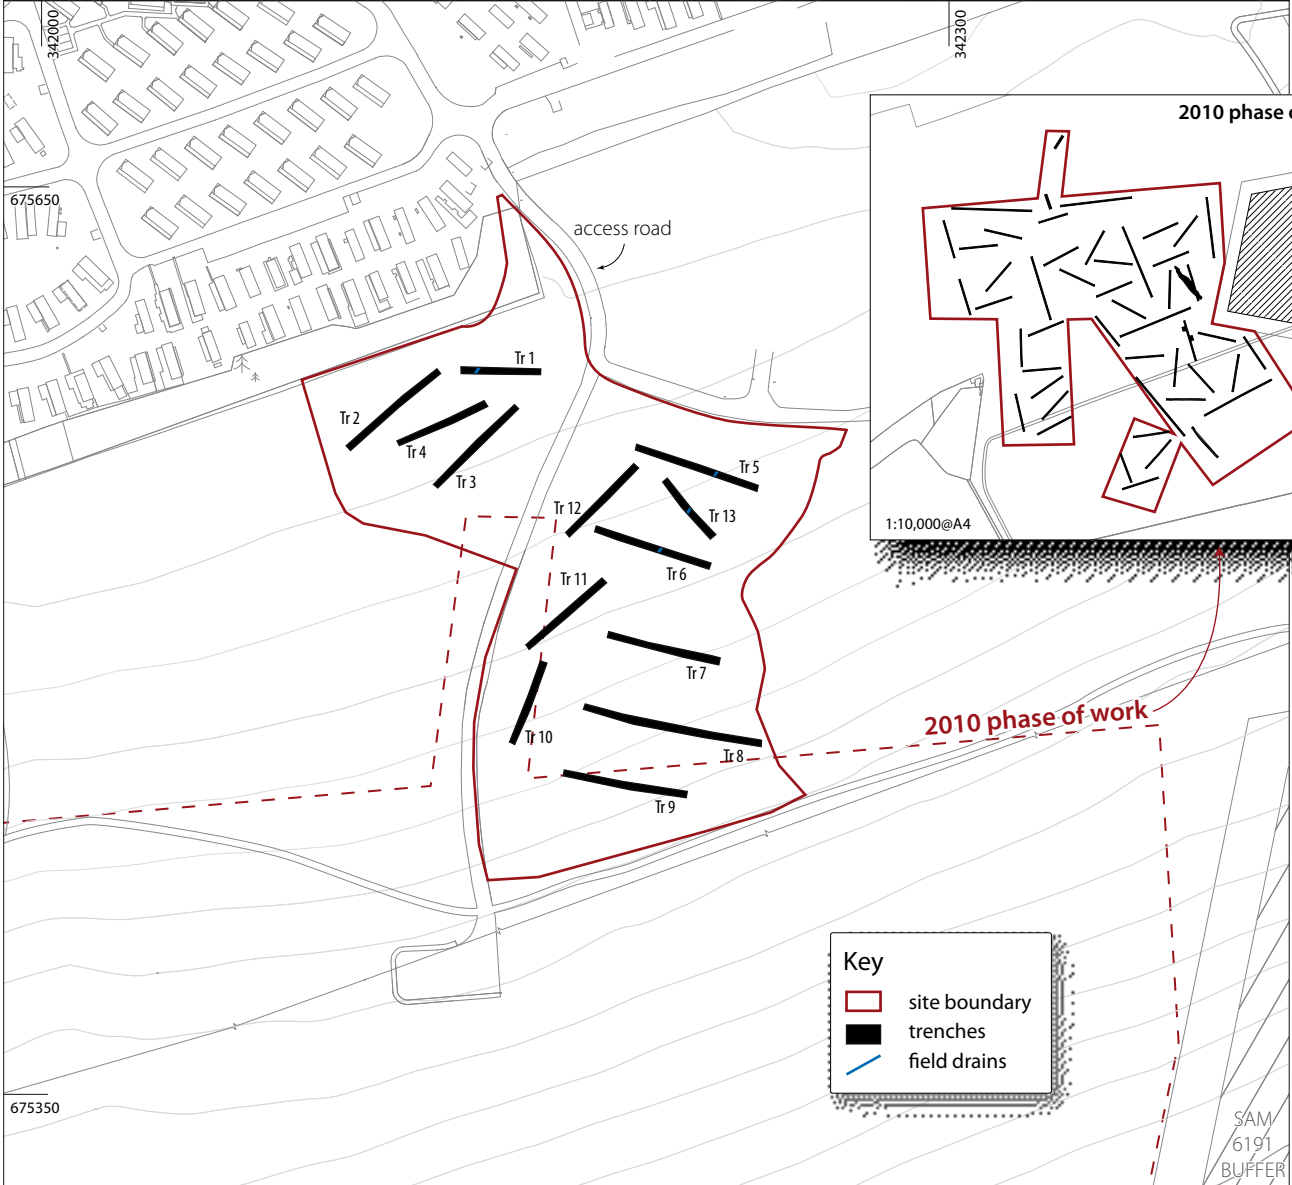 342000
342300
2010 phase o
675650
access road
Tr 1
Tr 2
Tr 4
Tr 3
Tr 5
Tr 12
Tr 13
1:10,000@A4
Tr 6
Tr 11
Tr 7
2010 phase of work
Tr 10
Tr 8
Tr 9
Key
site boundary
trenches
field drains
675350
SAM
6191
BUFFER